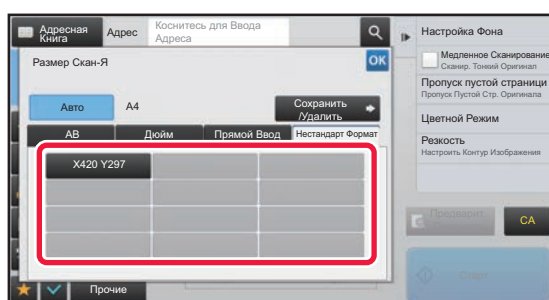 Адресная
Книга
Адрес
Коснитесь для Ввода
Адреса
Размер Скан-Я
OK
Авто
A4
Сохранить
/Удалить
AB
Дюйм
Прямой Ввод
Нестандарт Формат
X420 Y297
Прочие
Настройка Фона
Медленное Сканирование
Сканир. Тонкий Оригинал
Пропуск пустой страници
Пропуск Пустой Стр. Оригинала
Цветной Режим
Резкость
Настроить Контур Изображения
CA
Старт